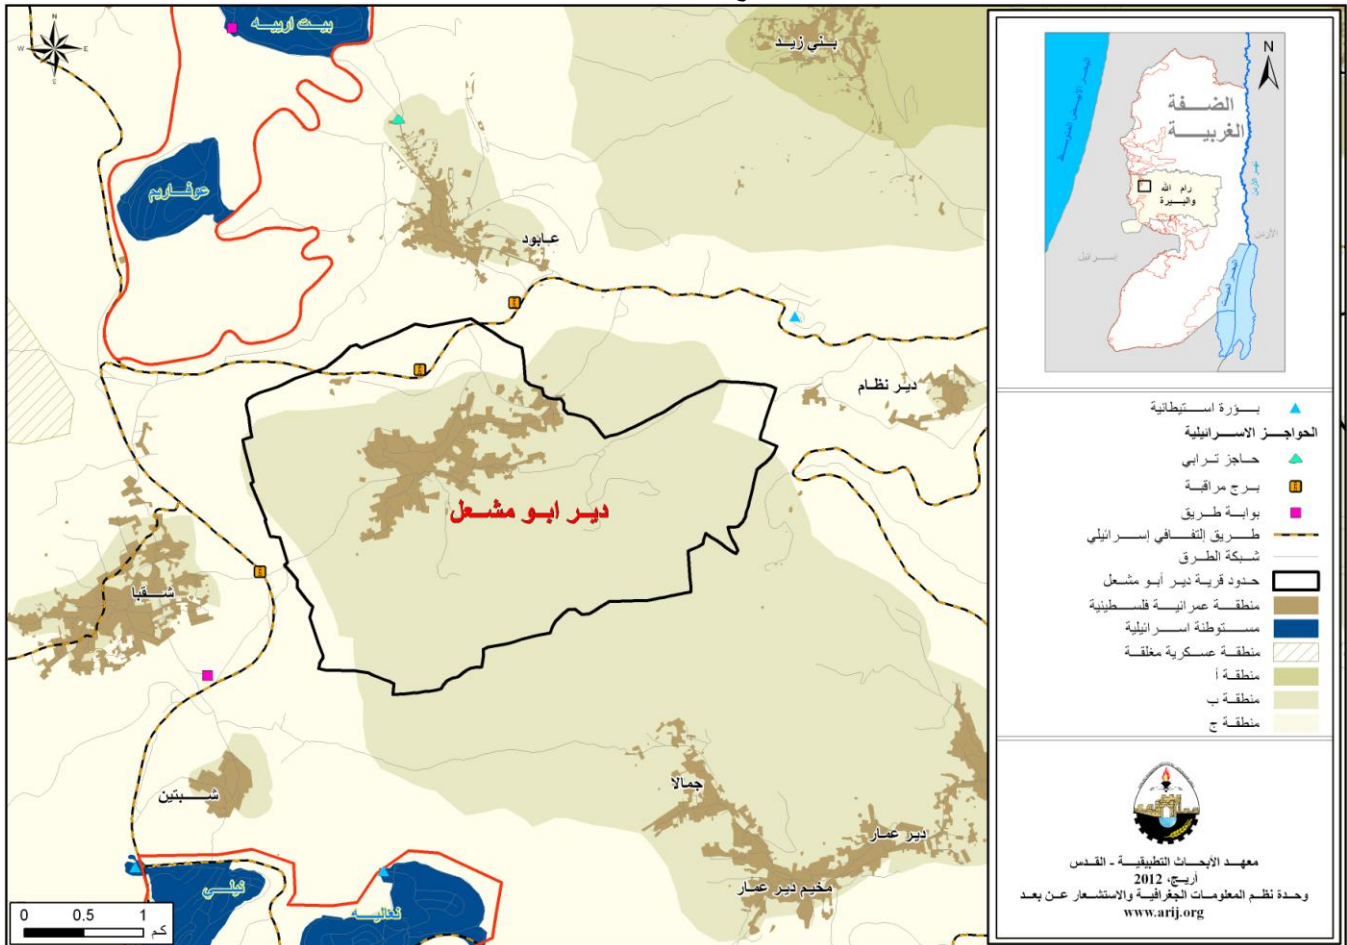 بيت اربيه
بني زيد
عوفاريم
عابود
دير نظام
دير ابو مشعل
شقبا
شبتين
جمالا
دير عمار
مخيم دير عمار
نيلي
نعاليه
N
E
S
W
0 0.5 1
كم
N
البحر الأبيض المتوسط
الضفة
الغربية
رام الله
والبيرة
نهر الأردن
الأردن
إسرائيل
البحر الميت
بؤرة استيطانية
الحواجز الاسرائيلية
حاجز ترابي
برج مراقبة
بوابة طريق
طريق إلتفافي إسرائيلي
شبكة الطرق
حدود قرية دير أبو مشعل
منطقة عمرانية فلسطينية
مستوطنة اسرائيلية
منطقة عسكرية مغلقة
منطقة أ
منطقة ب
منطقة ج
معهد الأبحاث التطبيقية - القدس
أريج، 2012
وحدة نظم المعلومات الجغرافية والاستشعار عن بعد
www.arij.org